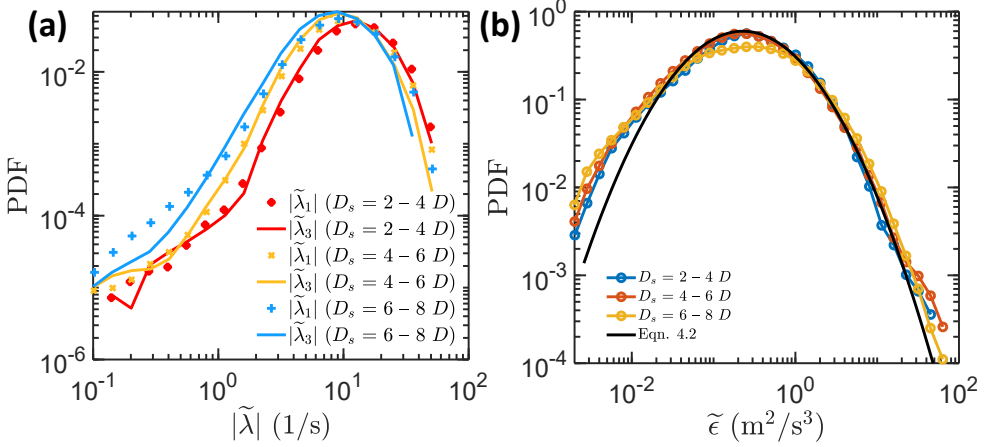 (a)
PDF
10^-2
10^-4
10^-6
10^-1
10^0
10^1
10^2
|λ̃| (1/s)
|λ̃₁| (D_s = 2 − 4 D)
|λ̃₃| (D_s = 2 − 4 D)
|λ̃₁| (D_s = 4 − 6 D)
|λ̃₃| (D_s = 4 − 6 D)
|λ̃₁| (D_s = 6 − 8 D)
|λ̃₃| (D_s = 6 − 8 D)
(b)
PDF
10^0
10^-1
10^-2
10^-3
10^-4
10^-2
10^0
10^2
ϵ̃ (m²/s³)
D_s = 2 − 4 D
D_s = 4 − 6 D
D_s = 6 − 8 D
Eqn. 4.2